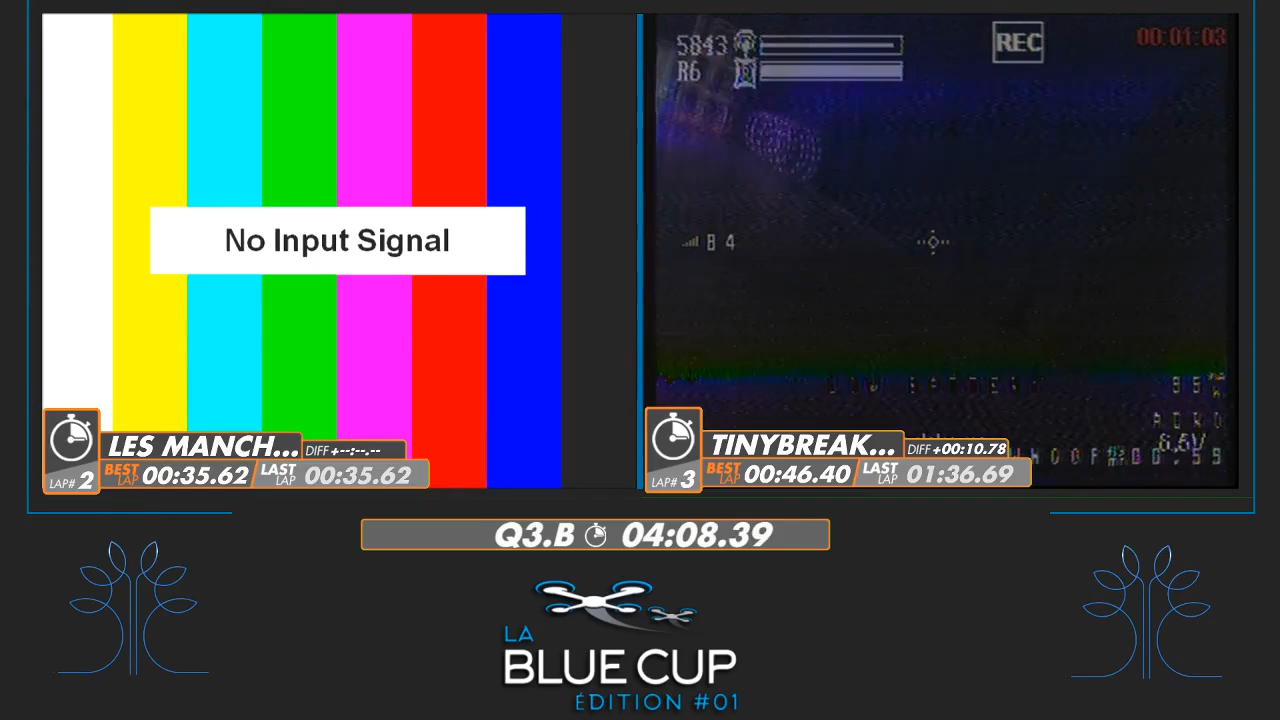 No Input Signal
5843
R6
REC
00:01:03
84
LES MANCH...
DIFF +--:--.--
LAP# 2
BEST LAP 00:35.62
LAST LAP 00:35.62
TINYBREAK...
DIFF +00:10.78
LAP# 3
BEST LAP 00:46.40
LAST LAP 01:36.69
6,6V
Q3.B 04:08.39
LA
BLUE CUP
ÉDITION #01